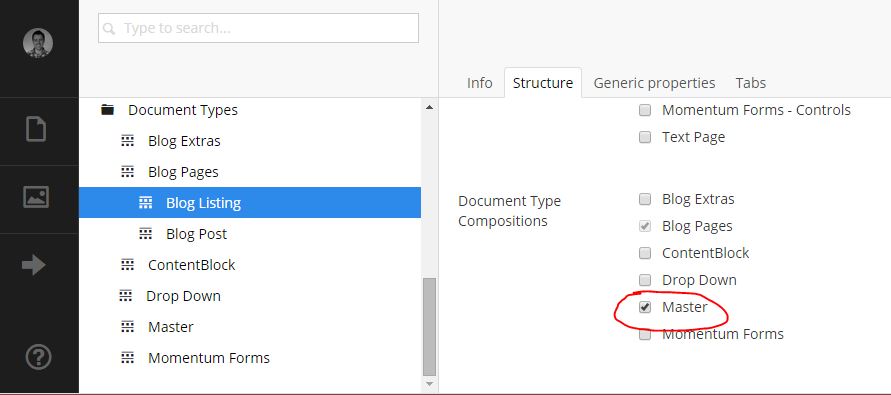 Type to search...
Info Structure Generic properties Tabs
Document Types
Blog Extras
Blog Pages
Blog Listing
Blog Post
ContentBlock
Drop Down
Master
Momentum Forms
Momentum Forms - Controls
Text Page
Document Type
Compositions
Blog Extras
Blog Pages
ContentBlock
Drop Down
Master
Momentum Forms